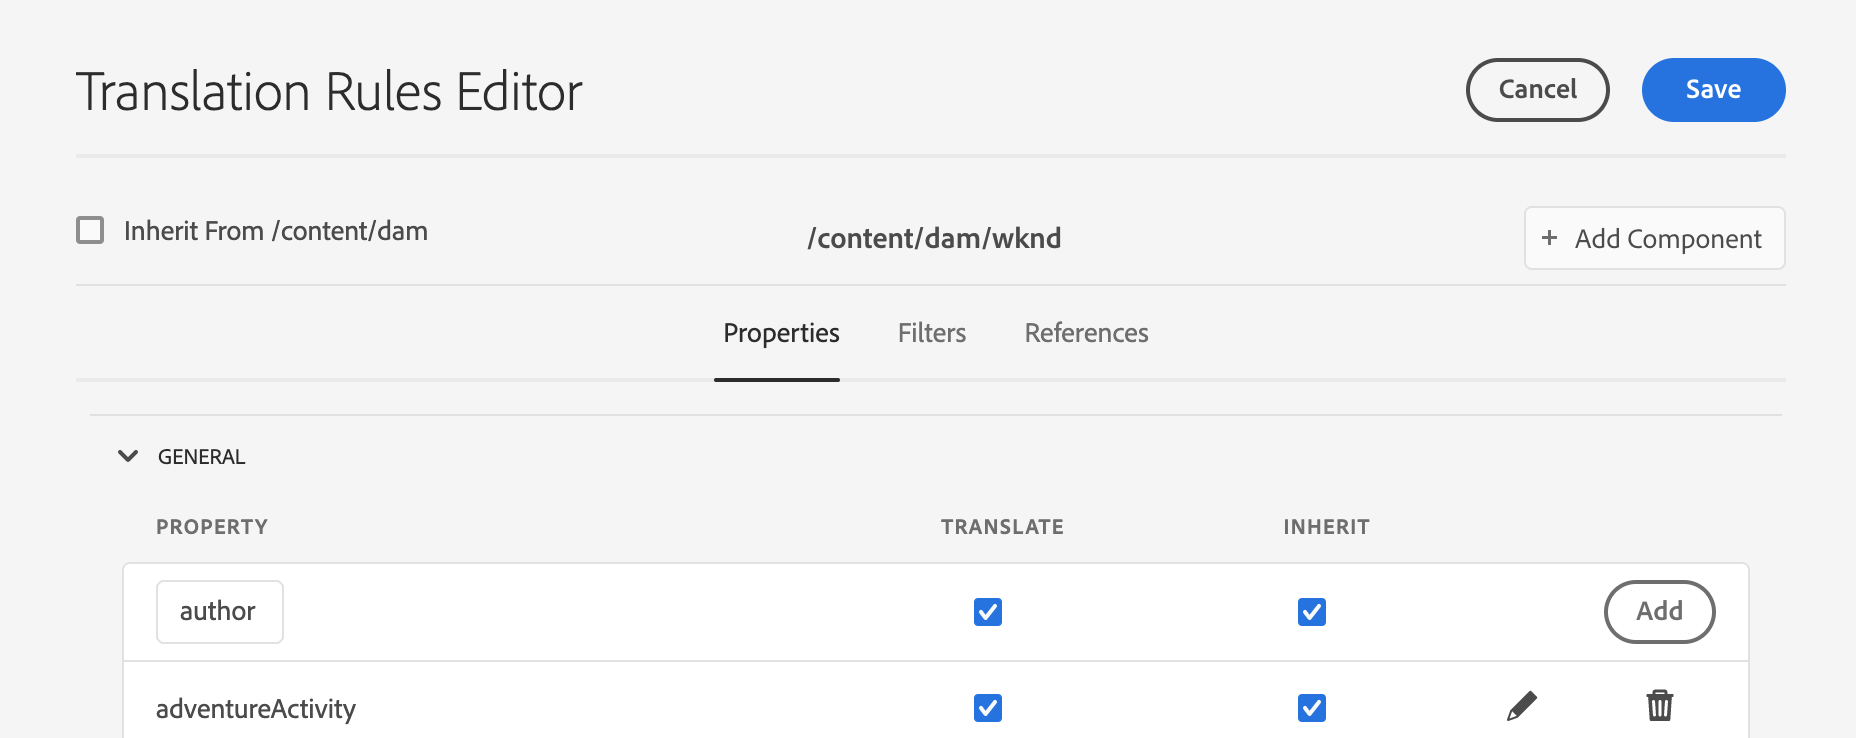 Translation Rules Editor
Cancel
Save
Inherit From /content/dam
/content/dam/wknd
+ Add Component
Properties
Filters
References
GENERAL
PROPERTY
TRANSLATE
INHERIT
author
Add
adventureActivity